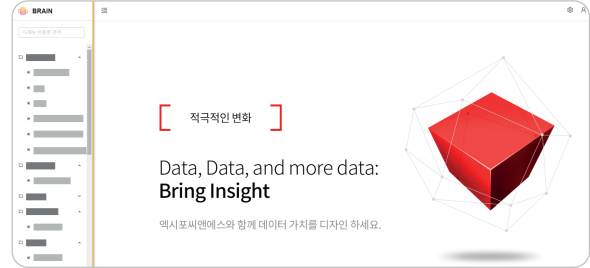 BRAIN
적극적인 변화
Data, Data, and more data:
Bring Insight
엑시포씨앤에스와 함께 데이터 가치를 디자인 하세요.